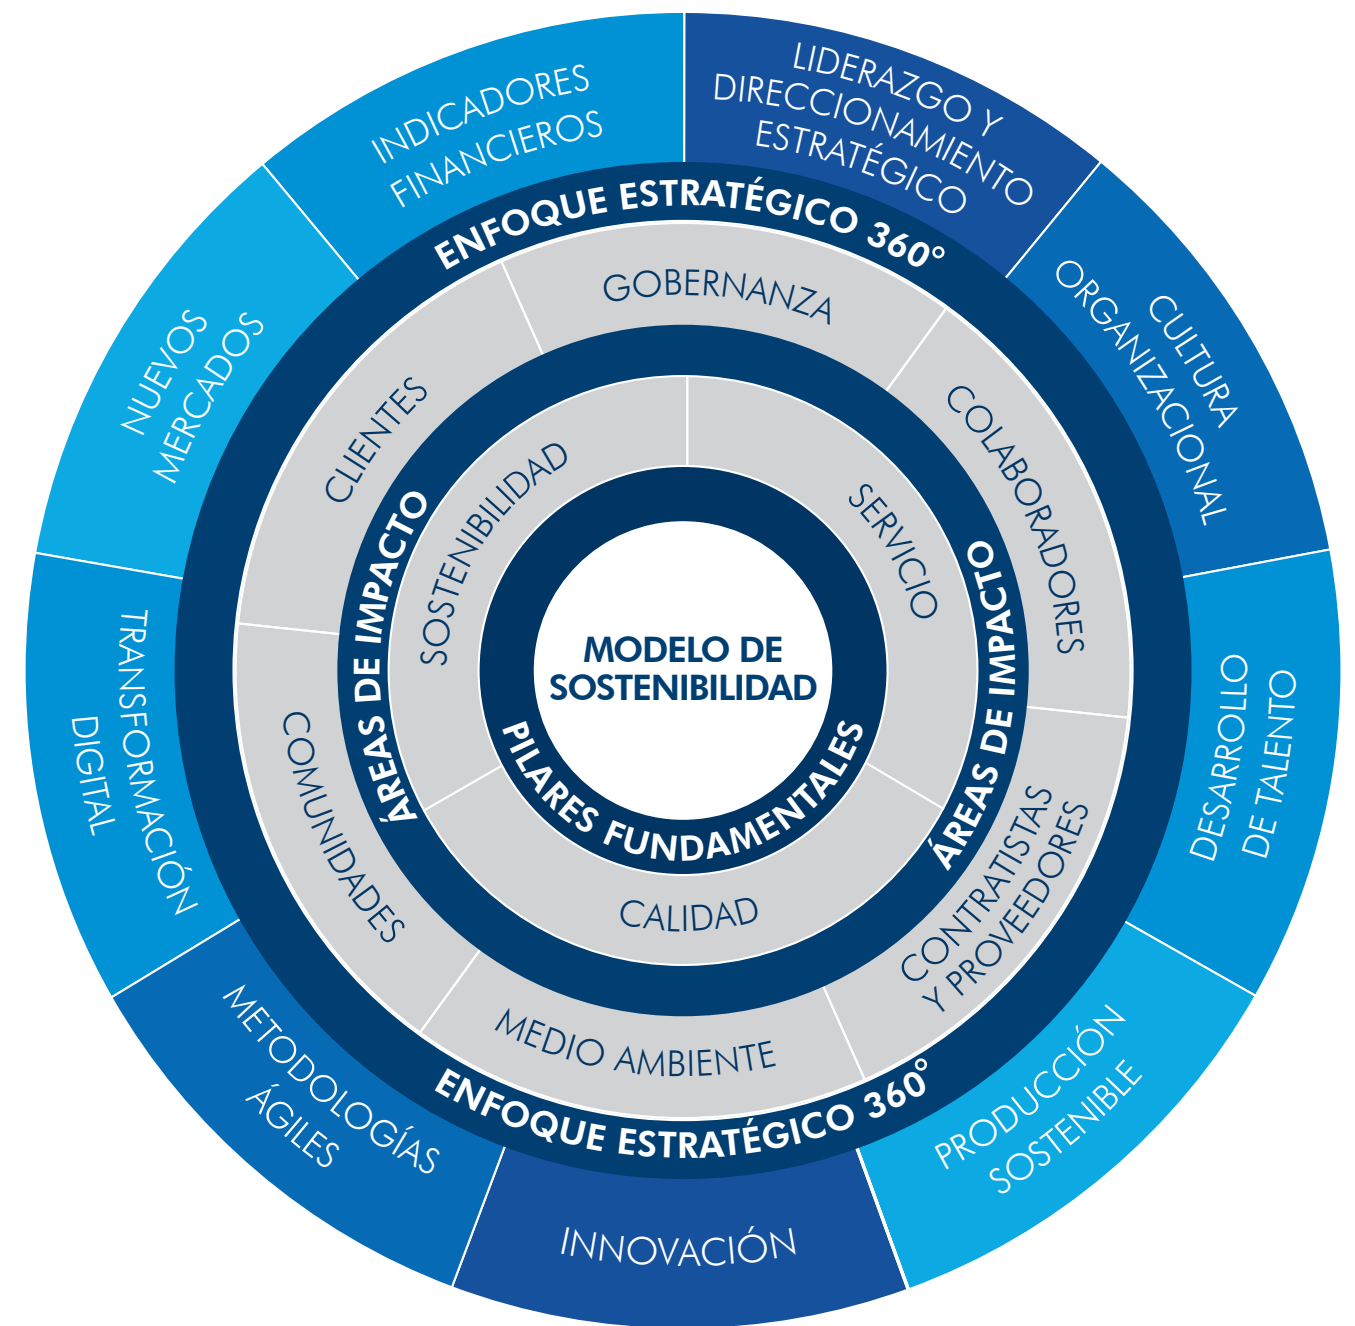 LIDERAZGO Y
DIRECCIONAMIENTO
ESTRATÉGICO
CULTURA
ORGANIZACIONAL
DESARROLLO
DE TALENTO
PRODUCCIÓN
SOSTENIBLE
INNOVACIÓN
METODOLOGÍAS
ÁGILES
TRANSFORMACIÓN
DIGITAL
NUEVOS
MERCADOS
INDICADORES
FINANCIEROS
ENFOQUE ESTRATÉGICO 360°
GOBERNANZA
COLABORADORES
CONTRATISTAS
Y PROVEEDORES
MEDIO AMBIENTE
COMUNIDADES
CLIENTES
ENFOQUE ESTRATÉGICO 360°
ÁREAS DE IMPACTO
ÁREAS DE IMPACTO
SOSTENIBILIDAD
SERVICIO
CALIDAD
PILARES FUNDAMENTALES
MODELO DE
SOSTENIBILIDAD